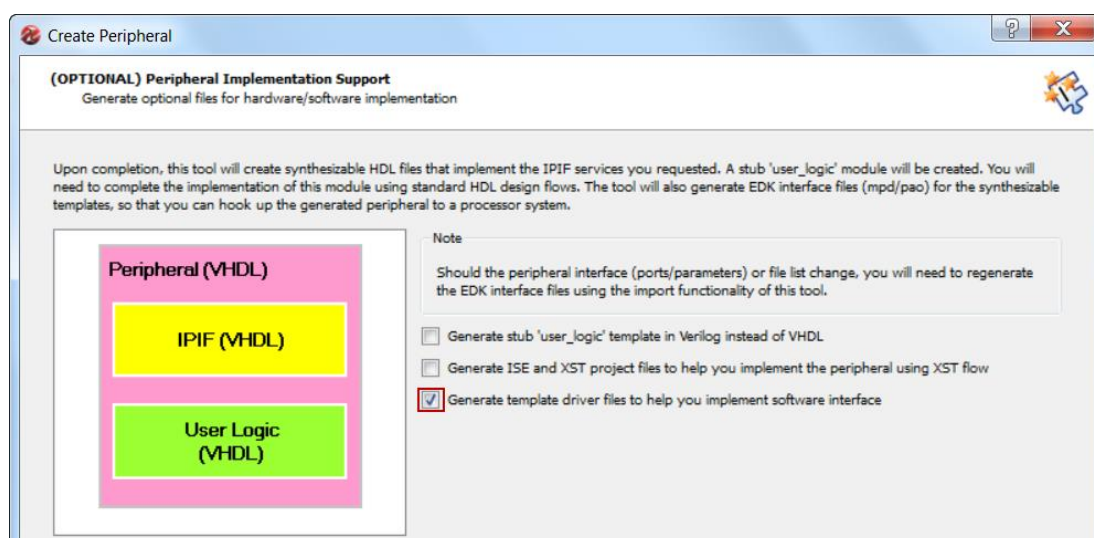 Create Peripheral
(OPTIONAL) Peripheral Implementation Support
Generate optional files for hardware/software implementation
Upon completion, this tool will create synthesizable HDL files that implement the IPIF services you requested. A stub 'user_logic' module will be created. You will
need to complete the implementation of this module using standard HDL design flows. The tool will also generate EDK interface files (mpd/pao) for the synthesizable
templates, so that you can hook up the generated peripheral to a processor system.
Peripheral (VHDL)
IPIF (VHDL)
User Logic
(VHDL)
Note
Should the peripheral interface (ports/parameters) or file list change, you will need to regenerate
the EDK interface files using the import functionality of this tool.
Generate stub 'user_logic' template in Verilog instead of VHDL
Generate ISE and XST project files to help you implement the peripheral using XST flow
Generate template driver files to help you implement software interface